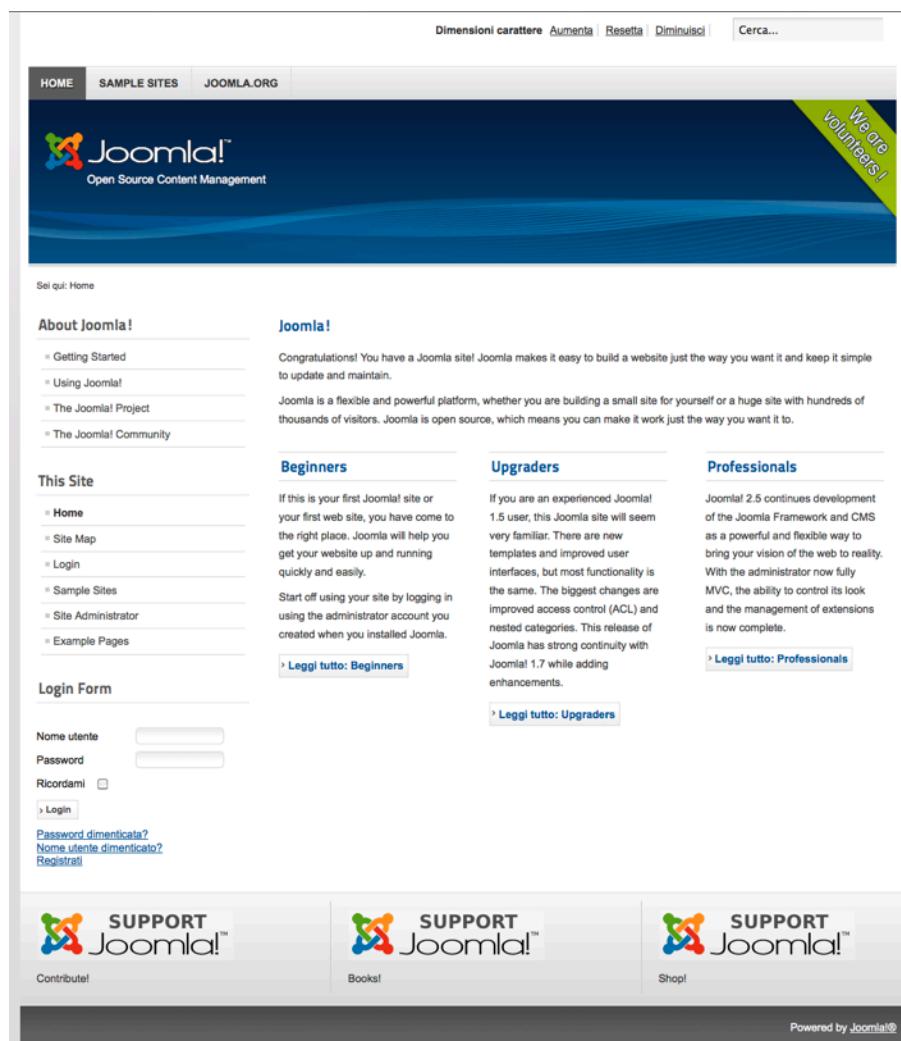 Dimensioni carattere Aumenta Resetta Diminuisci Cerca...
HOME SAMPLE SITES JOOMLA.ORG
We are
volunteers!
Joomla!™
Open Source Content Management
Sei qui: Home
About Joomla!
Getting Started
Using Joomla!
The Joomla! Project
The Joomla! Community
This Site
Home
Site Map
Login
Sample Sites
Site Administrator
Example Pages
Login Form
Nome utente
Password
Ricordami
Login
Password dimenticata?
Nome utente dimenticato?
Registrati
Joomla!
Congratulations! You have a Joomla site! Joomla makes it easy to build a website just the way you want it and keep it simple
to update and maintain.
Joomla is a flexible and powerful platform, whether you are building a small site for yourself or a huge site with hundreds of
thousands of visitors. Joomla is open source, which means you can make it work just the way you want it to.
Beginners
If this is your first Joomla! site or
your first web site, you have come to
the right place. Joomla will help you
get your website up and running
quickly and easily.
Start off using your site by logging in
using the administrator account you
created when you installed Joomla.
Leggi tutto: Beginners
Upgraders
If you are an experienced Joomla!
1.5 user, this Joomla site will seem
very familiar. There are new
templates and improved user
interfaces, but most functionality is
the same. The biggest changes are
improved access control (ACL) and
nested categories. This release of
Joomla has strong continuity with
Joomla! 1.7 while adding
enhancements.
Leggi tutto: Upgraders
Professionals
Joomla! 2.5 continues development
of the Joomla Framework and CMS
as a powerful and flexible way to
bring your vision of the web to reality.
With the administrator now fully
MVC, the ability to control its look
and the management of extensions
is now complete.
Leggi tutto: Professionals
SUPPORT
Joomla!™
Contribute!
SUPPORT
Joomla!™
Books!
SUPPORT
Joomla!™
Shop!
Powered by Joomla!®